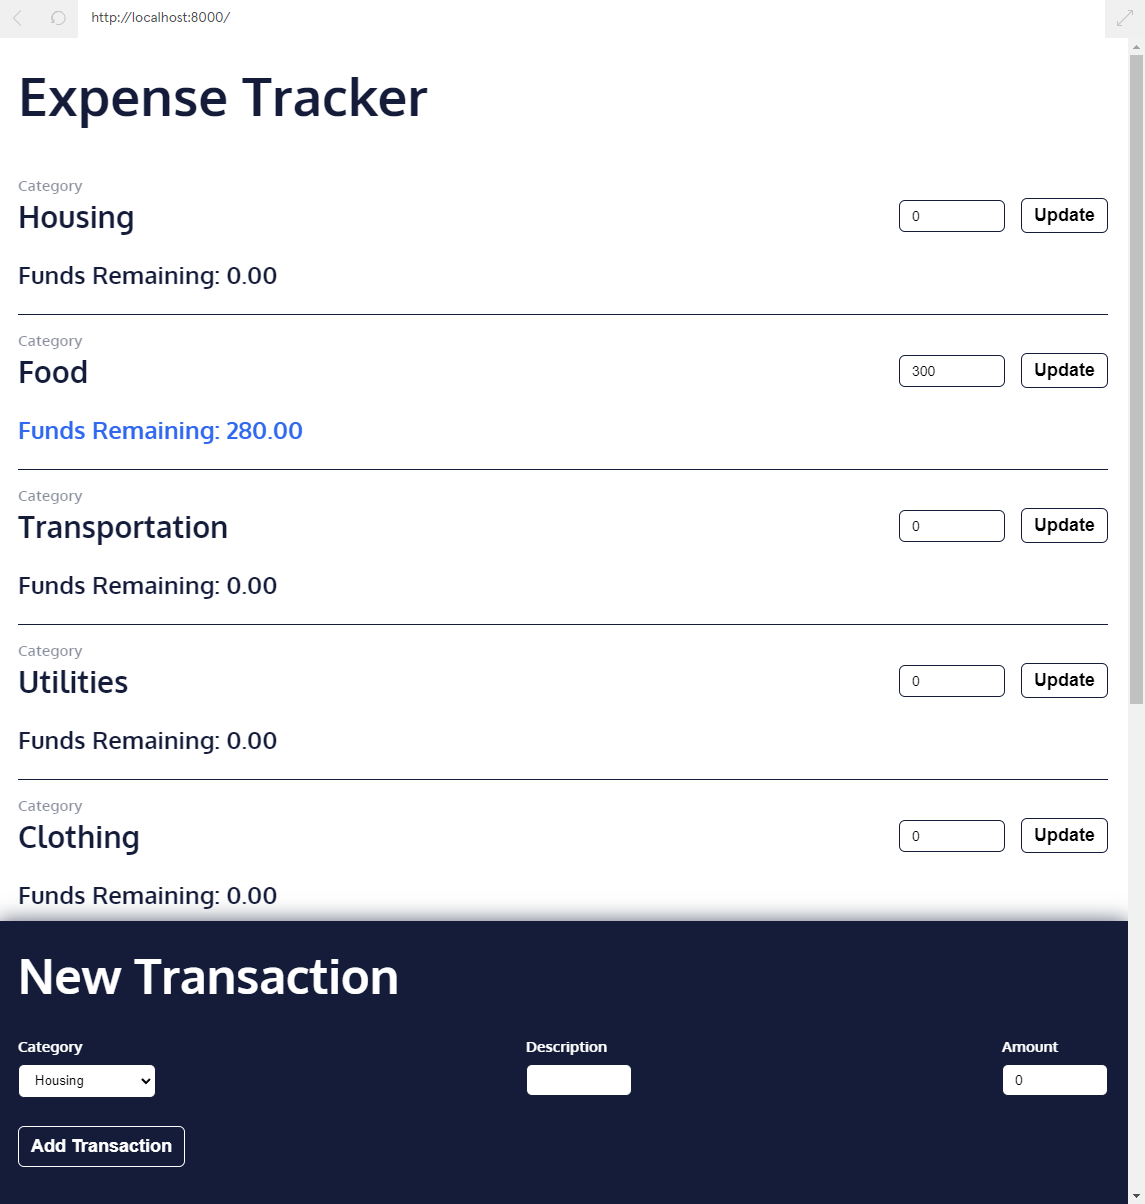 http://localhost:8000/
Expense Tracker
Category
Housing
0
Update
Funds Remaining: 0.00
Category
Food
300
Update
Funds Remaining: 280.00
Category
Transportation
0
Update
Funds Remaining: 0.00
Category
Utilities
0
Update
Funds Remaining: 0.00
Category
Clothing
0
Update
Funds Remaining: 0.00
New Transaction
Category Description Amount
Housing 0
Add Transaction